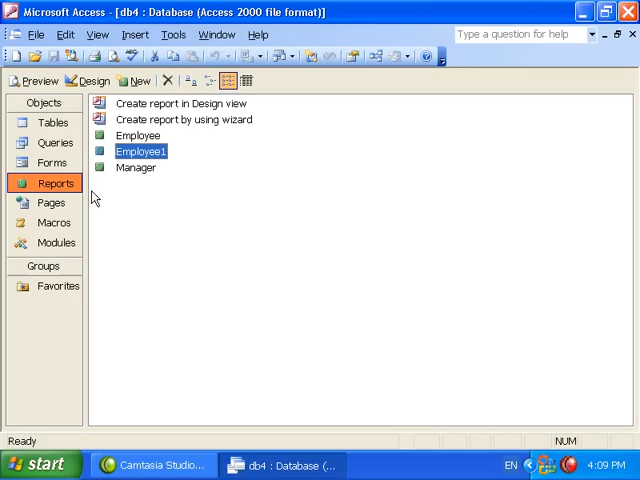 Microsoft Access - [db4 : Database (Access 2000 file format)]
File Edit View Insert Tools Window Help Type a question for help
Preview Design New
Objects
Tables
Queries
Forms
Reports
Pages
Macros
Modules
Groups
Favorites
Create report in Design view
Create report by using wizard
Employee
Employee1
Manager
Ready NUM
start Camtasia Studio... db4 : Database (... EN 4:09 PM